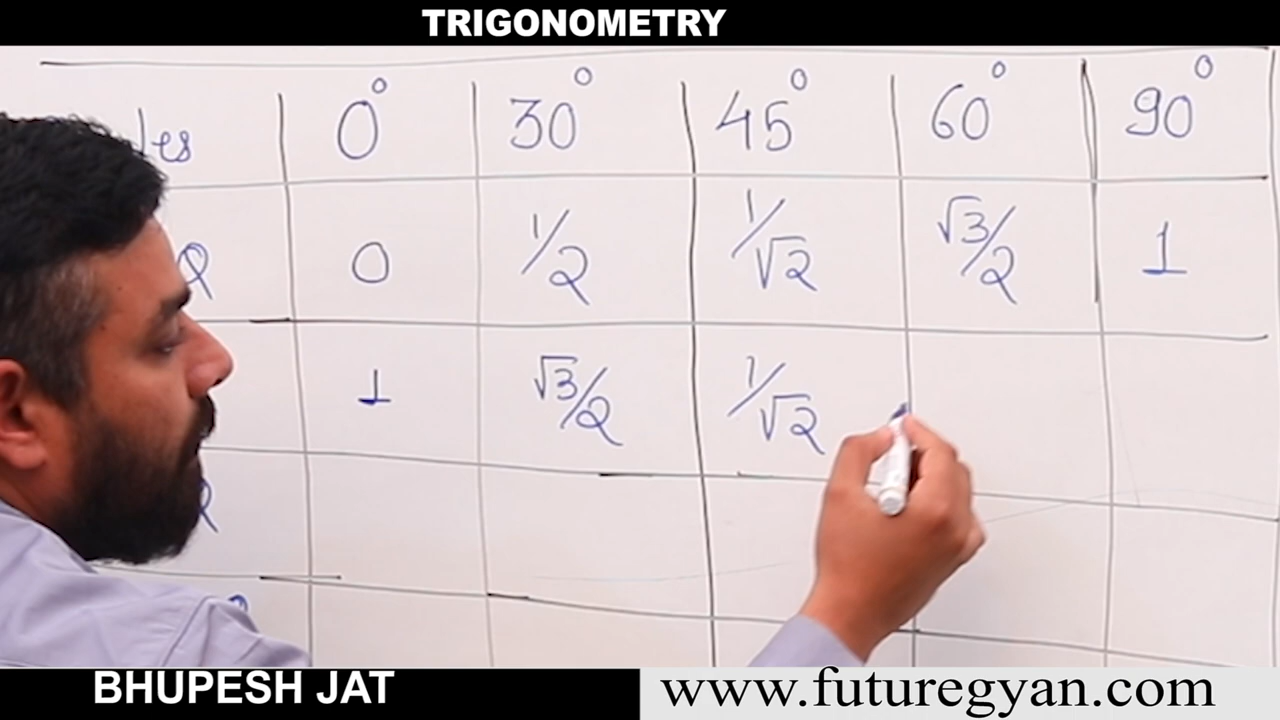 TRIGONOMETRY
0° 30° 45° 60° 90°
0 1/2 1/√2 √3/2 1
1 √3/2 1/√2
BHUPESH JAT
www.futuregyan.com